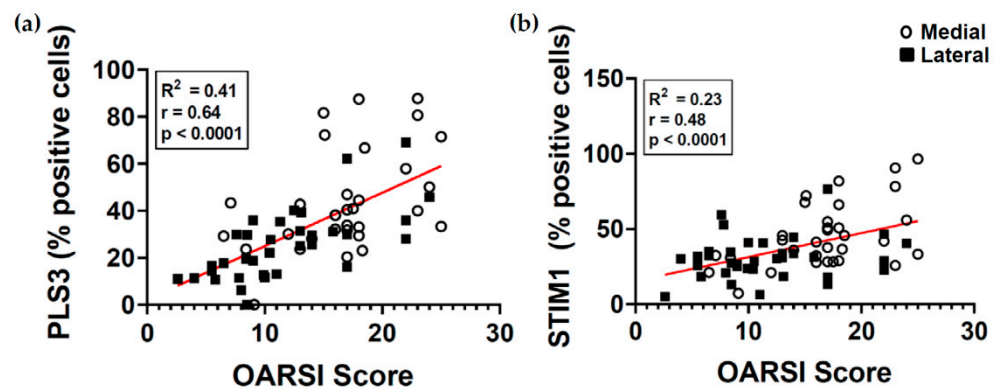 (a)
PLS3 (% positive cells)
100
80
60
40
20
0
R² = 0.41
r = 0.64
p < 0.0001
0 10 20 30
OARSI Score
(b)
STIM1 (% positive cells)
150
100
50
0
R² = 0.23
r = 0.48
p < 0.0001
0 10 20 30
OARSI Score
Medial
Lateral